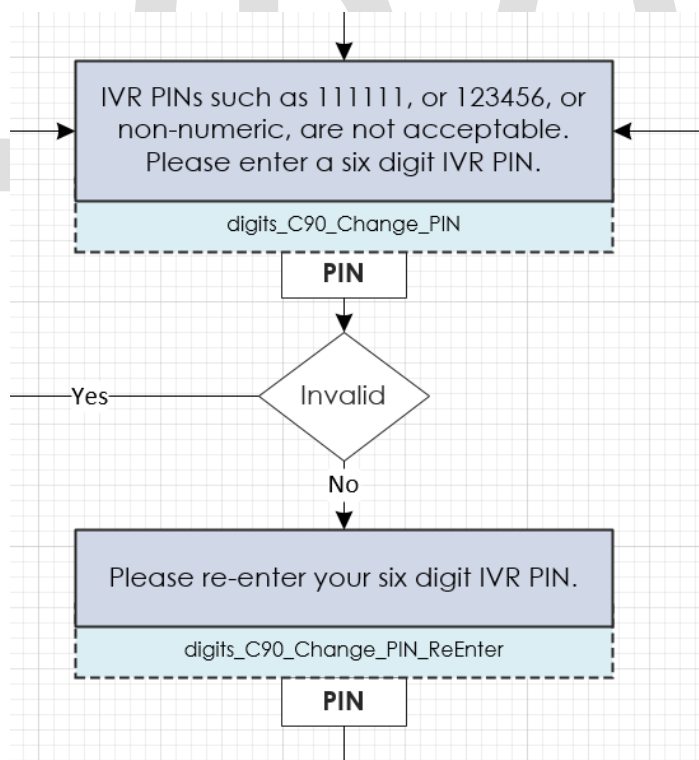 IVR PINs such as 111111, or 123456, or
non-numeric, are not acceptable.
Please enter a six digit IVR PIN.
digits_C90_Change_PIN
PIN
Invalid
Yes
No
Please re-enter your six digit IVR PIN.
digits_C90_Change_PIN_ReEnter
PIN